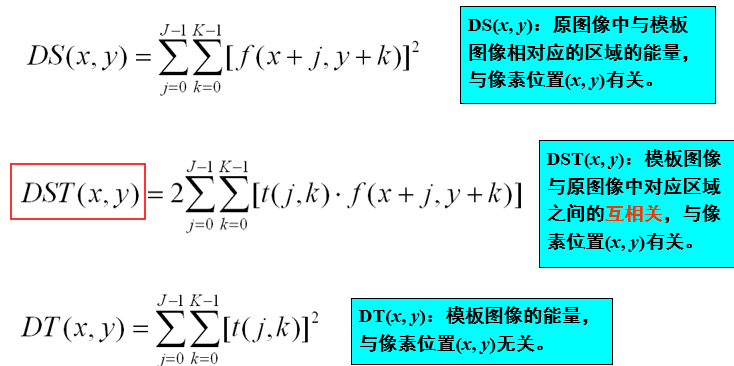 DS(x, y) = \sum_{j=0}^{J-1} \sum_{k=0}^{K-1} [f(x + j, y + k)]^2
DS(x, y)：原图像中与模板
图像相对应的区域的能量，
与像素位置(x, y)有关。
DST(x, y) = 2 \sum_{j=0}^{J-1} \sum_{k=0}^{K-1} [t(j, k) · f(x + j, y + k)]
DST(x, y)：模板图像
与原图像中对应区域
之间的互相关，与像
素位置(x, y)有关。
DT(x, y) = \sum_{j=0}^{J-1} \sum_{k=0}^{K-1} [t(j, k)]^2
DT(x, y)：模板图像的能量，
与像素位置(x, y)无关。